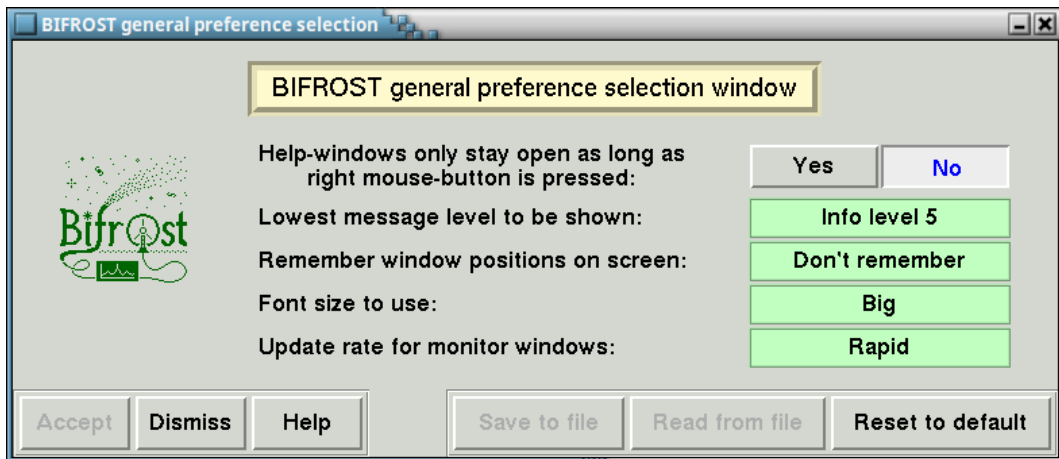 BIFROST general preference selection
BIFROST general preference selection window
Help-windows only stay open as long as
right mouse-button is pressed:
Yes
No
Bifrost
Lowest message level to be shown:
Info level 5
Remember window positions on screen:
Don't remember
Font size to use:
Big
Update rate for monitor windows:
Rapid
Accept
Dismiss
Help
Save to file
Read from file
Reset to default